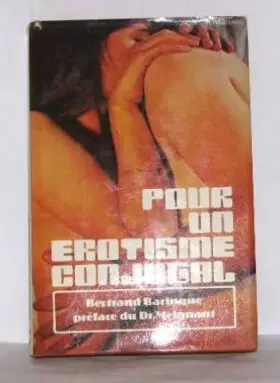 POUR
UN
EROTISME
CONJUGAL
Bertrand Barinque
préface du Dr. Meignant